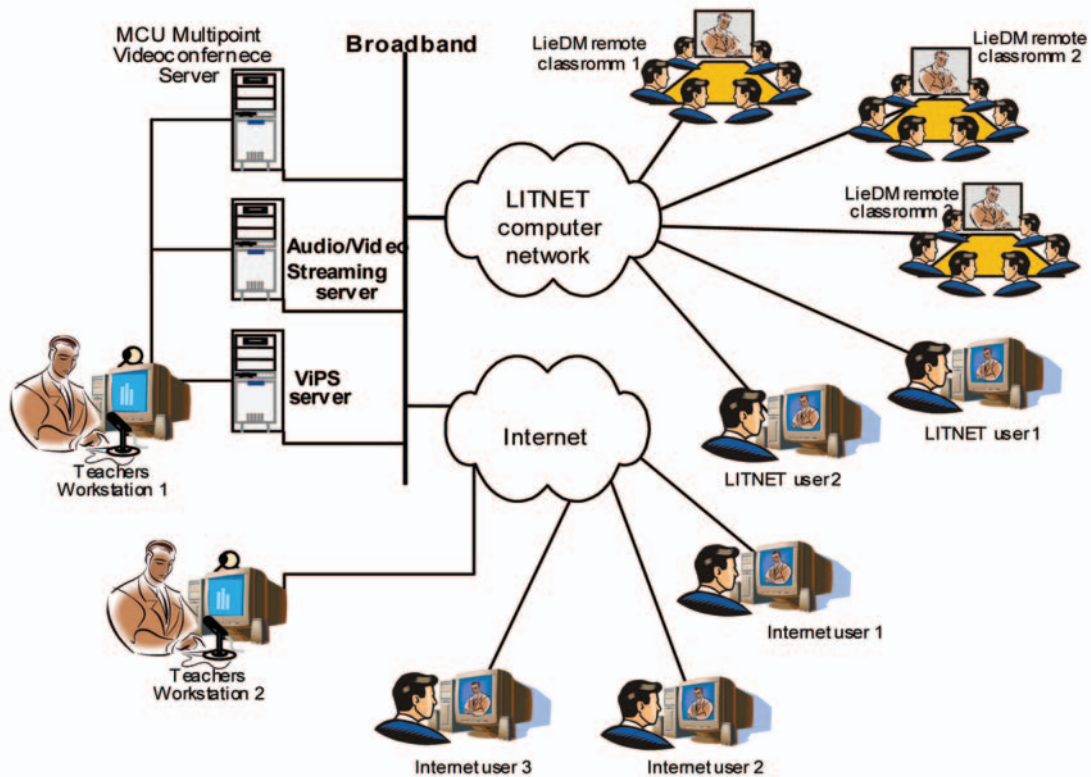 MCU Multipoint
Videoconfernece
Server
Broadband
LieDM remote
classromm 1
LieDM remote
classromm 2
LITNET
computer
network
LieDM remote
classromm
Audio/Video
Streaming
server
ViPS
server
Internet
LITNET user1
LITNET user2
Teachers
Workstation 1
Internet user 1
Teachers
Workstation 2
Internet user 3
Internet user 2